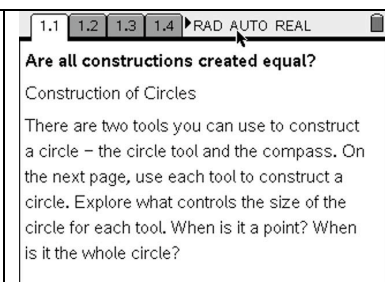 1.1 1.2 1.3 1.4 RAD AUTO REAL
Are all constructions created equal?
Construction of Circles
There are two tools you can use to construct
a circle – the circle tool and the compass. On
the next page, use each tool to construct a
circle. Explore what controls the size of the
circle for each tool. When is it a point? When
is it the whole circle?